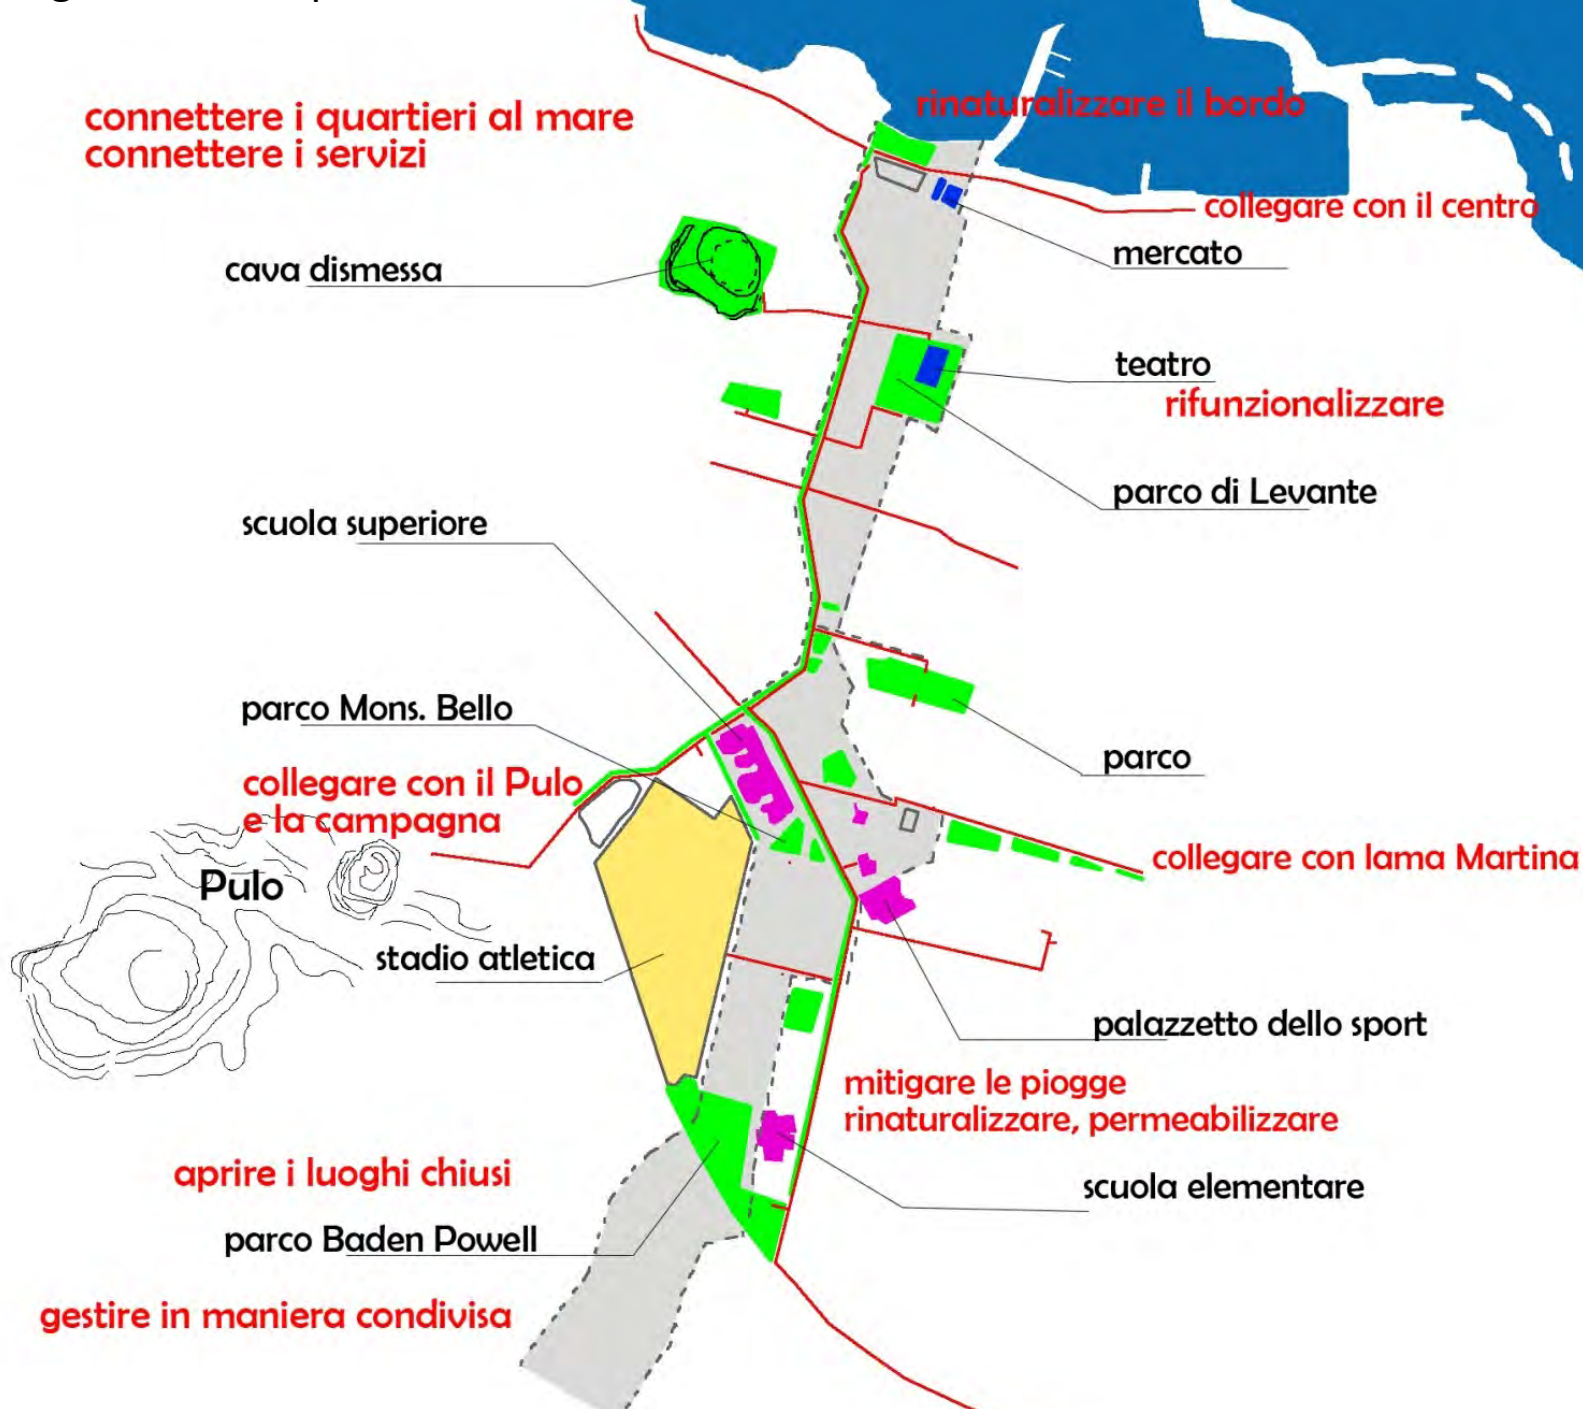 connettere i quartieri al mare
connettere i servizi
rinaturalizzare il bordo
collegare con il centro
mercato
cava dismessa
teatro
rifunzionalizzare
parco di Levante
scuola superiore
parco Mons. Bello
parco
collegare con il Pulo
e la campagna
collegare con lama Martina
Pulo
stadio atletica
palazzetto dello sport
mitigare le piogge
rinaturalizzare, permeabilizzare
aprire i luoghi chiusi
scuola elementare
parco Baden Powell
gestire in maniera condivisa